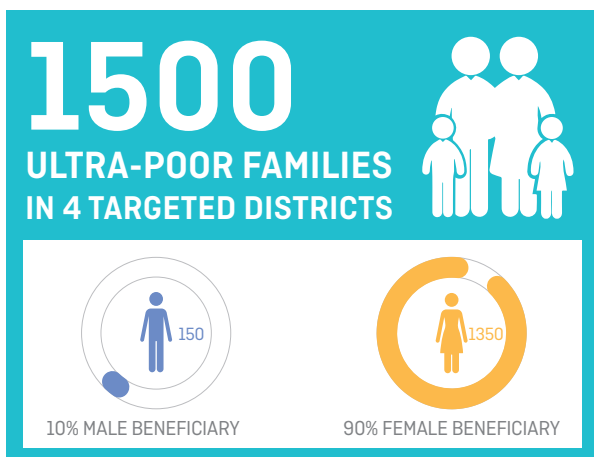 1500
ULTRA-POOR FAMILIES
IN 4 TARGETED DISTRICTS
150
10% MALE BENEFICIARY
1350
90% FEMALE BENEFICIARY